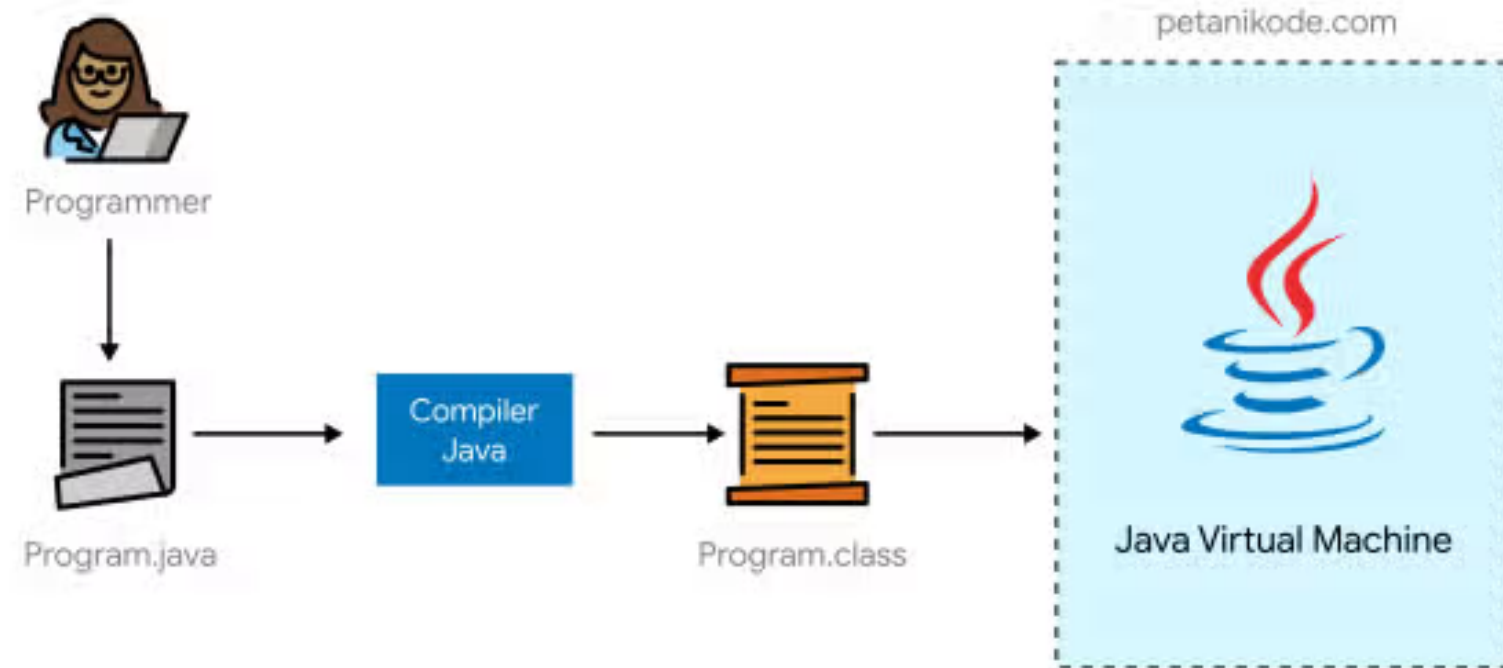 petanikode.com
Programmer
Compiler
Java
Program.java
Program.class
Java Virtual Machine